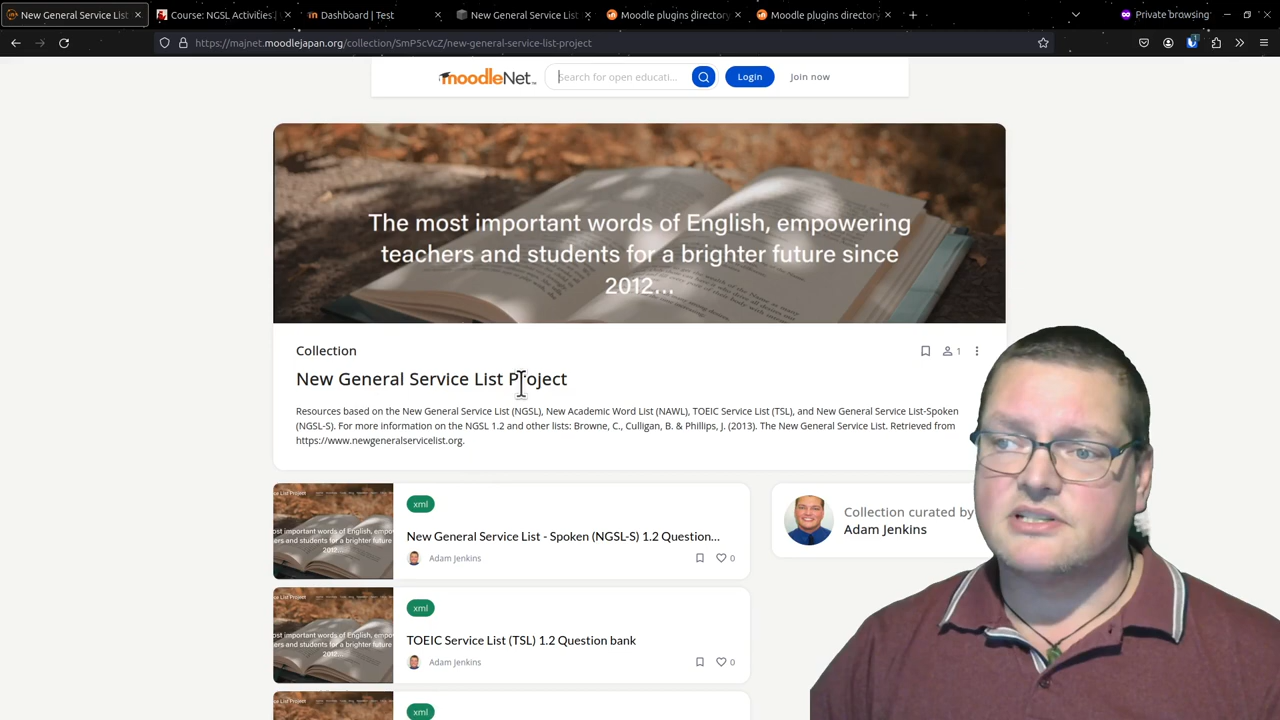 New General Service List
Course: NGSL Activities
Dashboard | Test
New General Service List
Moodle plugins directory
Moodle plugins directory
Private browsing
https://majnet.moodlejapan.org/collection/SmP5cVcZ/new-general-service-list-project
moodleNet
Search for open educati...
Login
Join now
The most important words of English, empowering
teachers and students for a brighter future since
2012...
Collection
1
New General Service List Project
Resources based on the New General Service List (NGSL), New Academic Word List (NAWL), TOEIC Service List (TSL), and New General Service List-Spoken
(NGSL-S). For more information on the NGSL 1.2 and other lists: Browne, C., Culligan, B. & Phillips, J. (2013). The New General Service List. Retrieved from
https://www.newgeneralservicelist.org.
xml
New General Service List - Spoken (NGSL-S) 1.2 Question...
Adam Jenkins
0
Collection curated by
Adam Jenkins
xml
TOEIC Service List (TSL) 1.2 Question bank
Adam Jenkins
0
xml